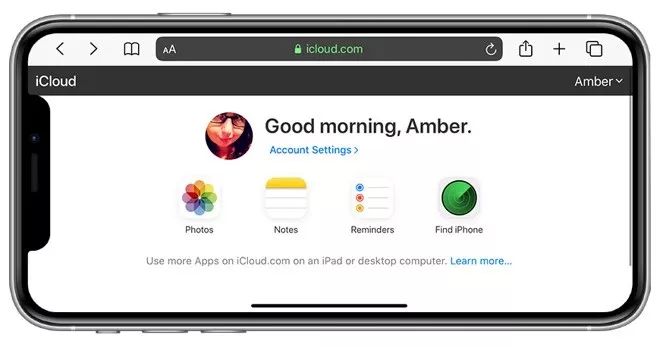 AA icloud.com
iCloud Amber
Good morning, Amber.
Account Settings >
Photos Notes Reminders Find iPhone
Use more Apps on iCloud.com on an iPad or desktop computer. Learn more...